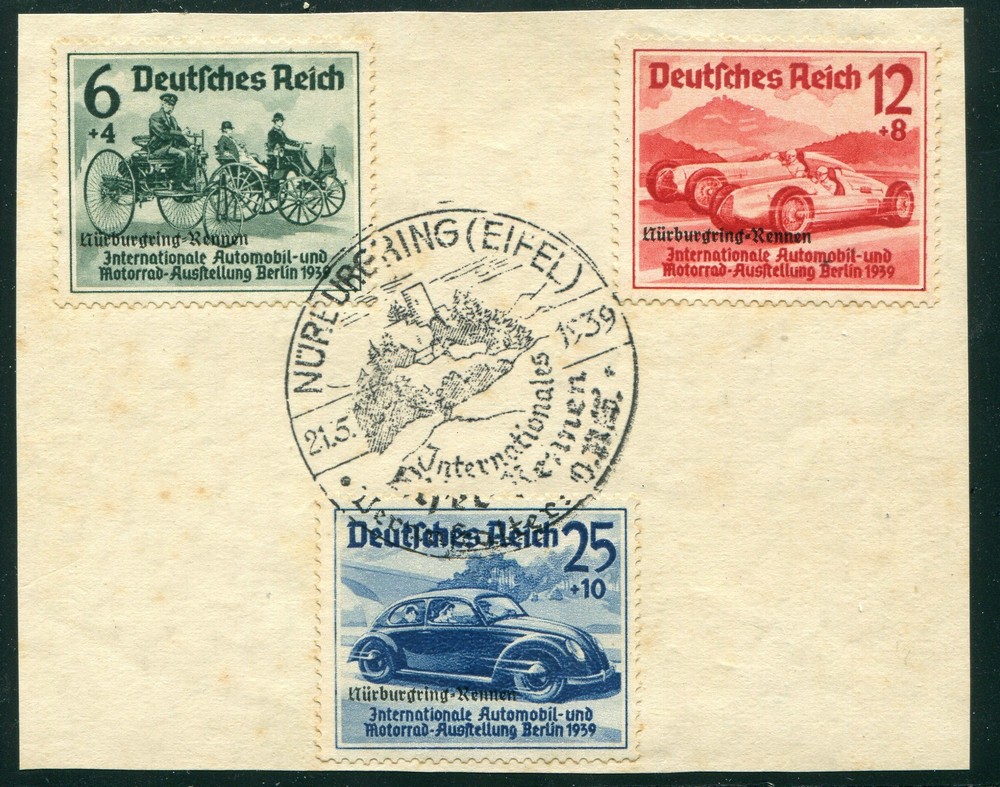 6 Deutsches Reich
+4
Nürburgring=Rennen
Internationale Automobil-und
Motorrad-Ausstellung Berlin 1939
Deutsches Reich 12
+8
Nürburgring=Rennen
Internationale Automobil-und
Motorrad-Ausstellung Berlin 1939
NÜRBURGRING (EIFEL)
21.5. 1939
Internationales
Deutsches Reich 25
+10
Nürburgring=Rennen
Internationale Automobil-und
Motorrad-Ausstellung Berlin 1939